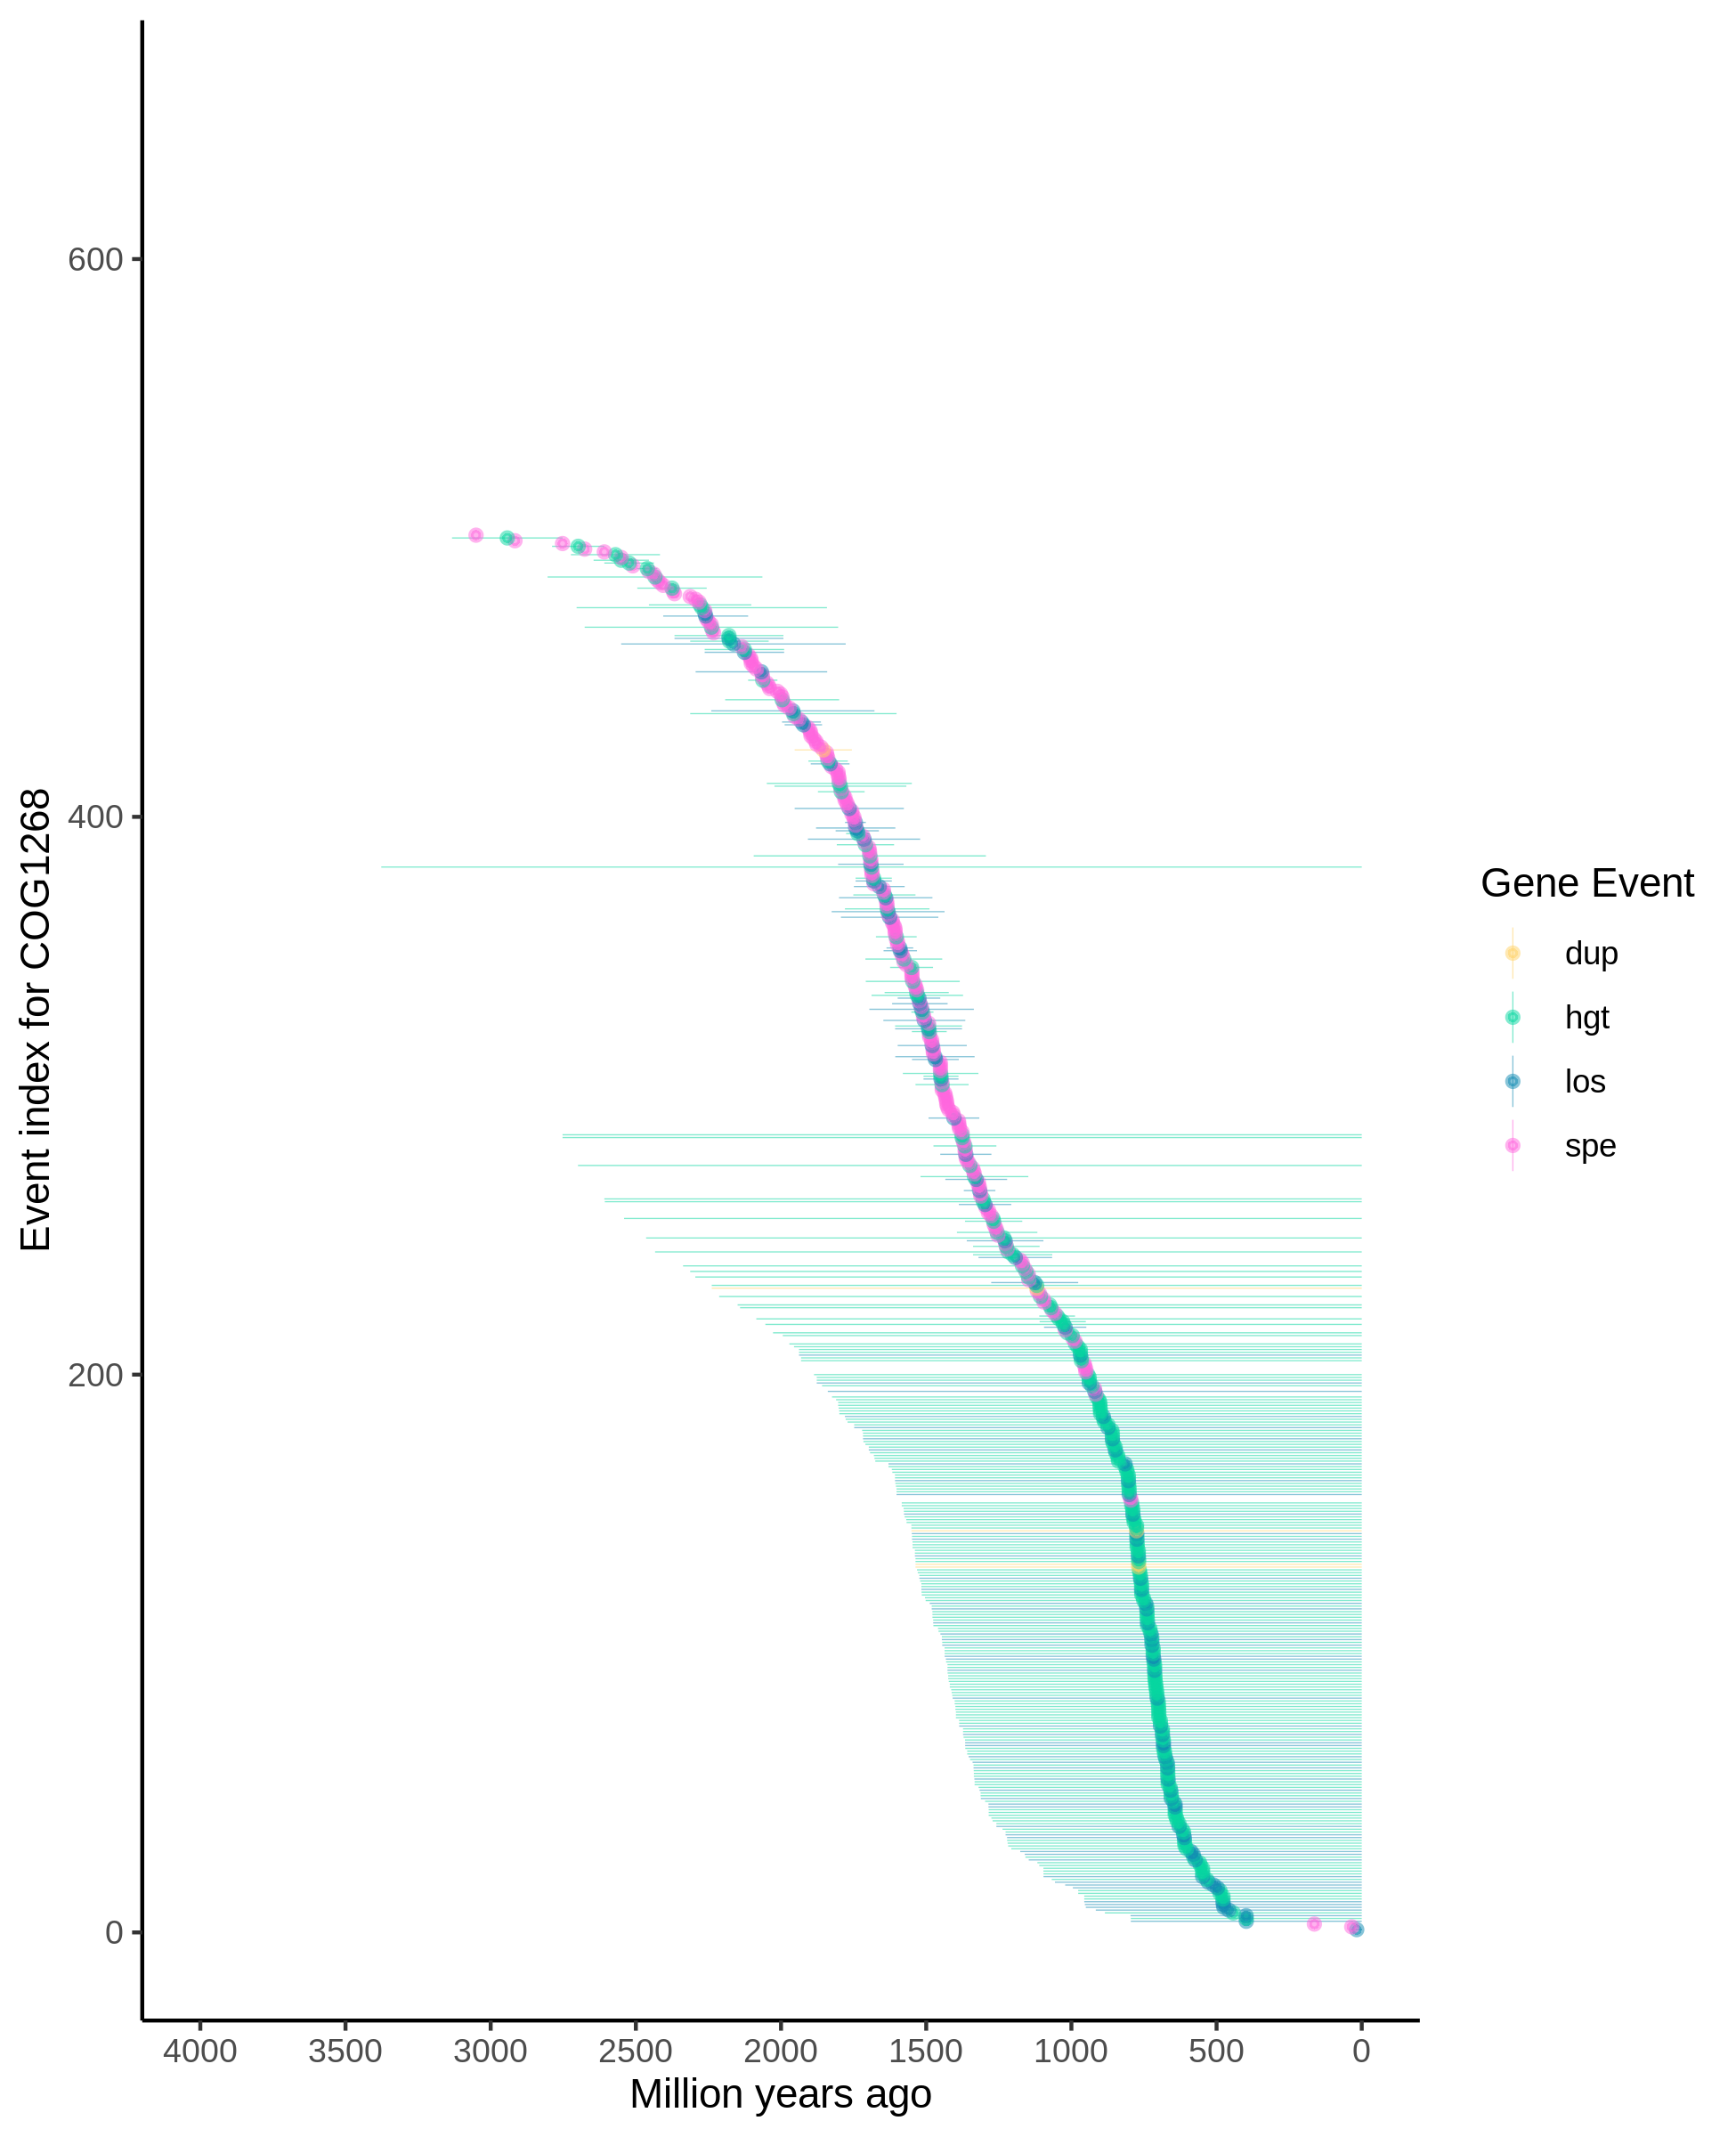 Event index for COG1268
600
400
200
0
4000 3500 3000 2500 2000 1500 1000 500 0
Million years ago
Gene Event
dup
hgt
los
spe